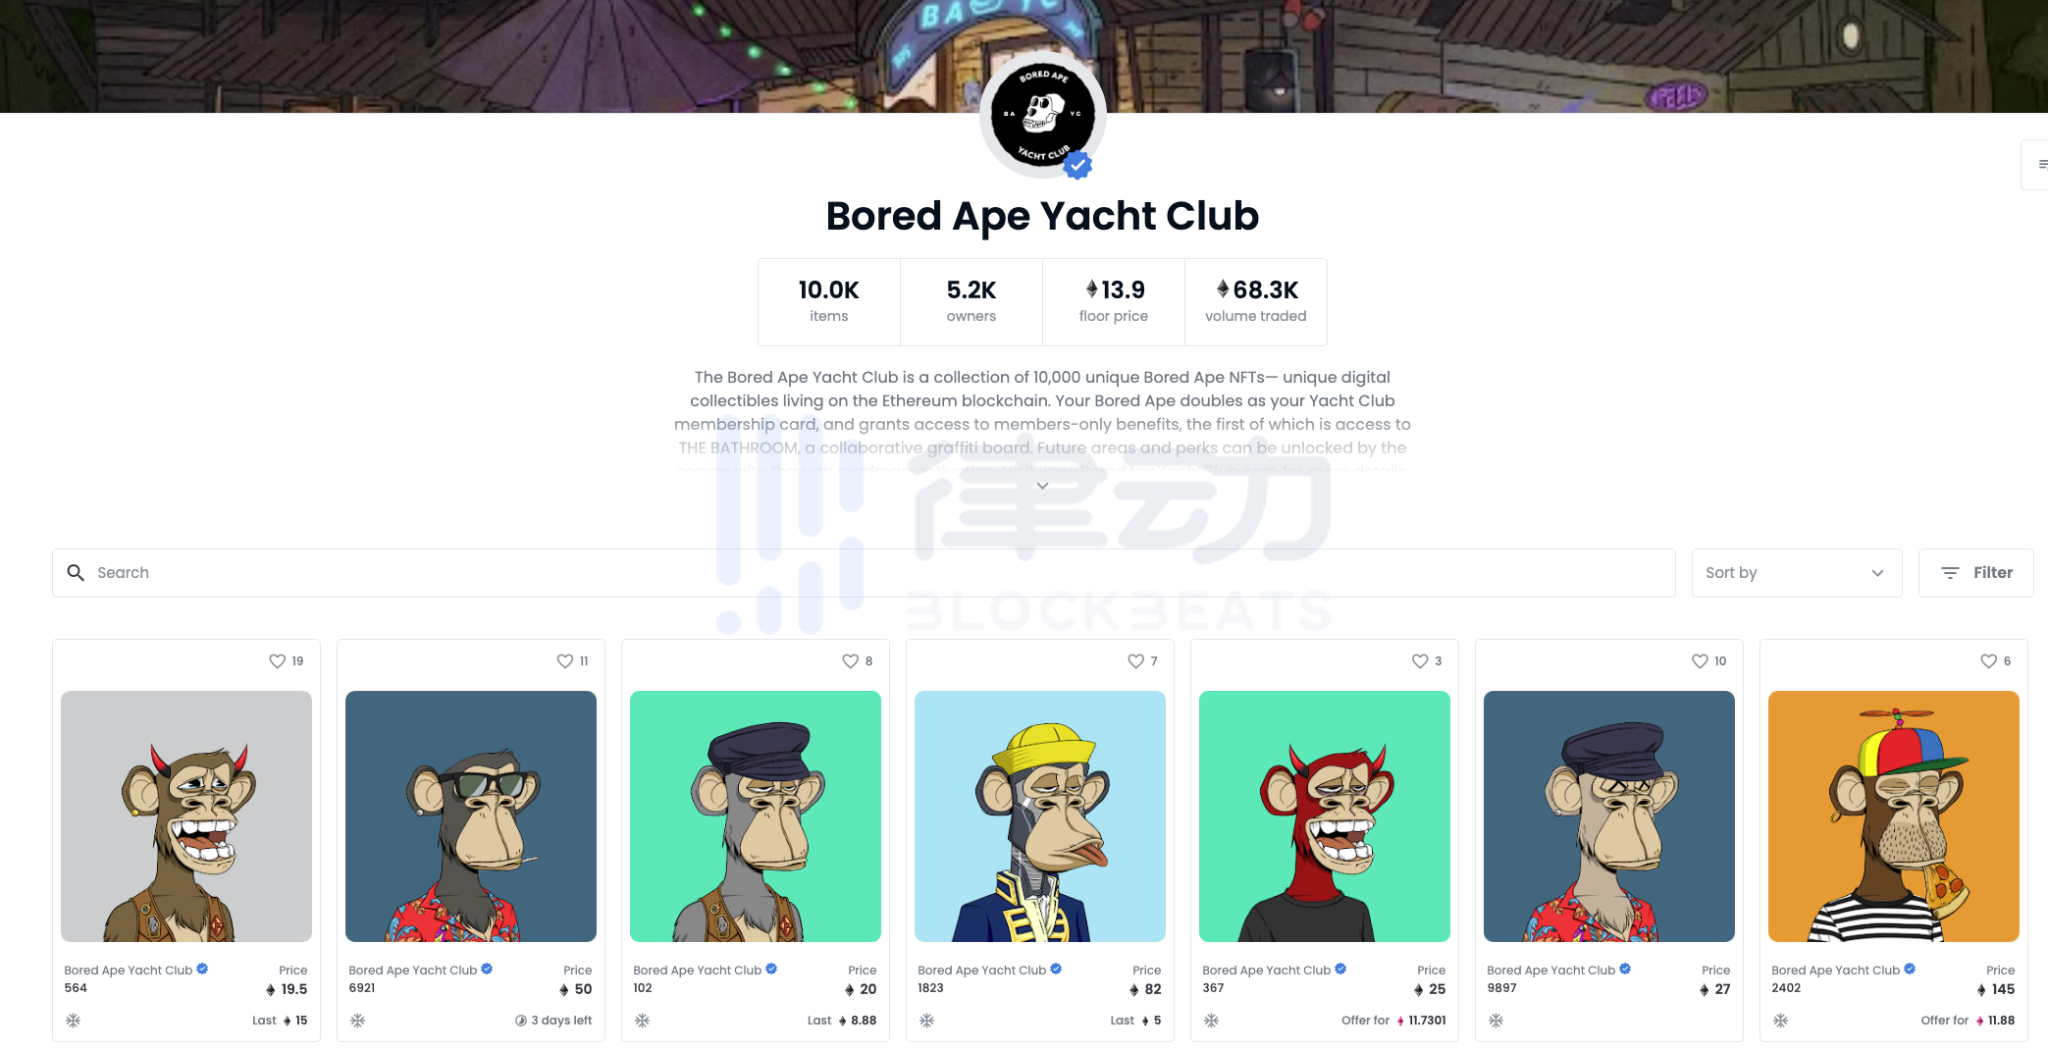 BAYC
BORED APE
BA YC
YACHT CLUB
Bored Ape Yacht Club
10.0K 5.2K 13.9 68.3K
items owners floor price volume traded
The Bored Ape Yacht Club is a collection of 10,000 unique Bored Ape NFTs— unique digital
collectibles living on the Ethereum blockchain. Your Bored Ape doubles as your Yacht Club
membership card, and grants access to members-only benefits, the first of which is access to
THE BATHROOM, a collaborative graffiti board. Future areas and perks can be unlocked by the
律动
BLOCKBEATS
Search Sort by Filter
19 11 8 7 3 10 6
Bored Ape Yacht Club Price Bored Ape Yacht Club Price Bored Ape Yacht Club Price Bored Ape Yacht Club Price Bored Ape Yacht Club Price Bored Ape Yacht Club Price Bored Ape Yacht Club Price
564 19.5 6921 50 102 20 1823 82 367 25 9897 27 2402 145
Last 15 3 days left Last 8.88 Last 5 Offer for 11.7301 Offer for 11.88